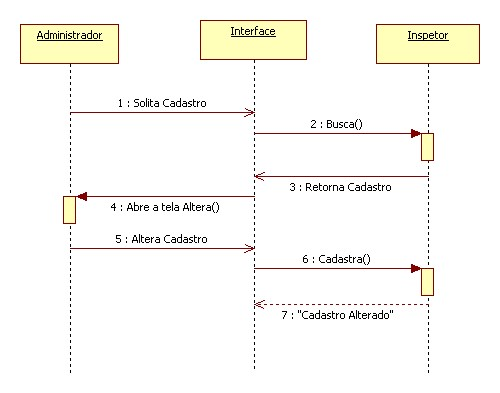 Administrador
Interface
Inspetor
1 : Solita Cadastro
2 : Busca()
3 : Retorna Cadastro
4 : Abre a tela Altera()
5 : Altera Cadastro
6 : Cadastra()
7 : "Cadastro Alterado"